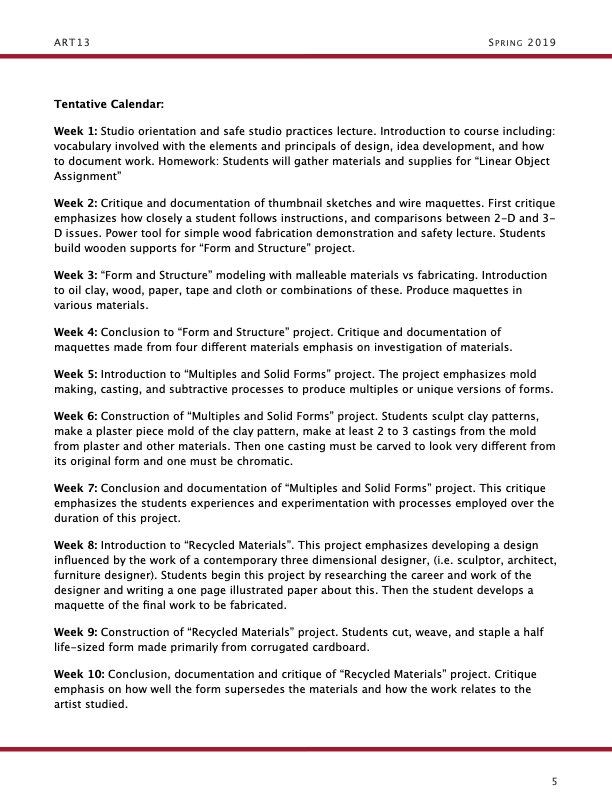 ART13 SPRING 2019
Tentative Calendar:
Week 1: Studio orientation and safe studio practices lecture. Introduction to course including:
vocabulary involved with the elements and principals of design, idea development, and how
to document work. Homework: Students will gather materials and supplies for “Linear Object
Assignment”
Week 2: Critique and documentation of thumbnail sketches and wire maquettes. First critique
emphasizes how closely a student follows instructions, and comparisons between 2-D and 3-
D issues. Power tool for simple wood fabrication demonstration and safety lecture. Students
build wooden supports for “Form and Structure” project.
Week 3: “Form and Structure” modeling with malleable materials vs fabricating. Introduction
to oil clay, wood, paper, tape and cloth or combinations of these. Produce maquettes in
various materials.
Week 4: Conclusion to “Form and Structure” project. Critique and documentation of
maquettes made from four different materials emphasis on investigation of materials.
Week 5: Introduction to “Multiples and Solid Forms” project. The project emphasizes mold
making, casting, and subtractive processes to produce multiples or unique versions of forms.
Week 6: Construction of “Multiples and Solid Forms” project. Students sculpt clay patterns,
make a plaster piece mold of the clay pattern, make at least 2 to 3 castings from the mold
from plaster and other materials. Then one casting must be carved to look very different from
its original form and one must be chromatic.
Week 7: Conclusion and documentation of “Multiples and Solid Forms” project. This critique
emphasizes the students experiences and experimentation with processes employed over the
duration of this project.
Week 8: Introduction to “Recycled Materials”. This project emphasizes developing a design
influenced by the work of a contemporary three dimensional designer, (i.e. sculptor, architect,
furniture designer). Students begin this project by researching the career and work of the
designer and writing a one page illustrated paper about this. Then the student develops a
maquette of the final work to be fabricated.
Week 9: Construction of “Recycled Materials” project. Students cut, weave, and staple a half
life-sized form made primarily from corrugated cardboard.
Week 10: Conclusion, documentation and critique of “Recycled Materials” project. Critique
emphasis on how well the form supersedes the materials and how the work relates to the
artist studied.
5